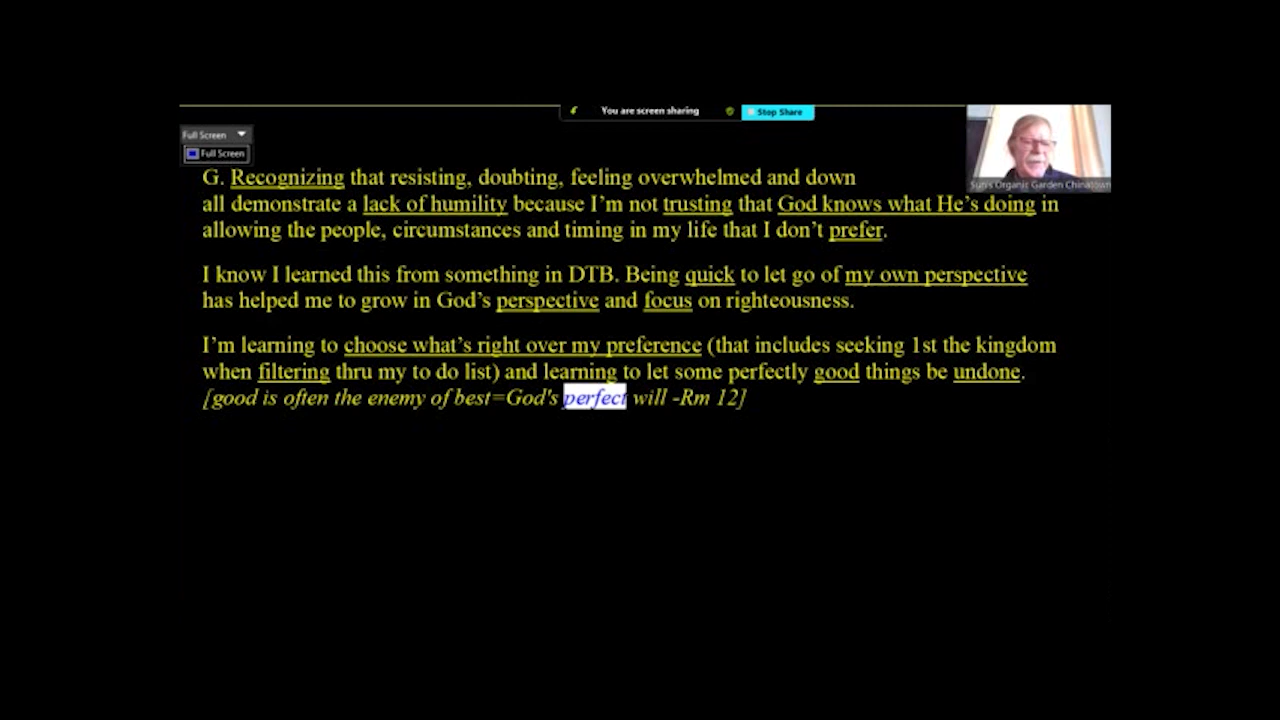 You are screen sharing
Stop Share
Full Screen
Full Screen
Sun's Organic Garden Chinatown
G. Recognizing that resisting, doubting, feeling overwhelmed and down
all demonstrate a lack of humility because I’m not trusting that God knows what He’s doing in
allowing the people, circumstances and timing in my life that I don’t prefer.
I know I learned this from something in DTB. Being quick to let go of my own perspective
has helped me to grow in God’s perspective and focus on righteousness.
I’m learning to choose what’s right over my preference (that includes seeking 1st the kingdom
when filtering thru my to do list) and learning to let some perfectly good things be undone.
[good is often the enemy of best=God's perfect will -Rm 12]